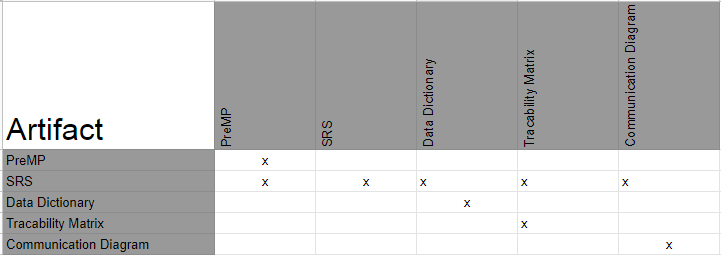 Artifact
PreMP
SRS
Data Dictionary
Tracability Matrix
Communication Diagram
PreMP x
SRS x x x x x
Data Dictionary x
Tracability Matrix x
Communication Diagram x